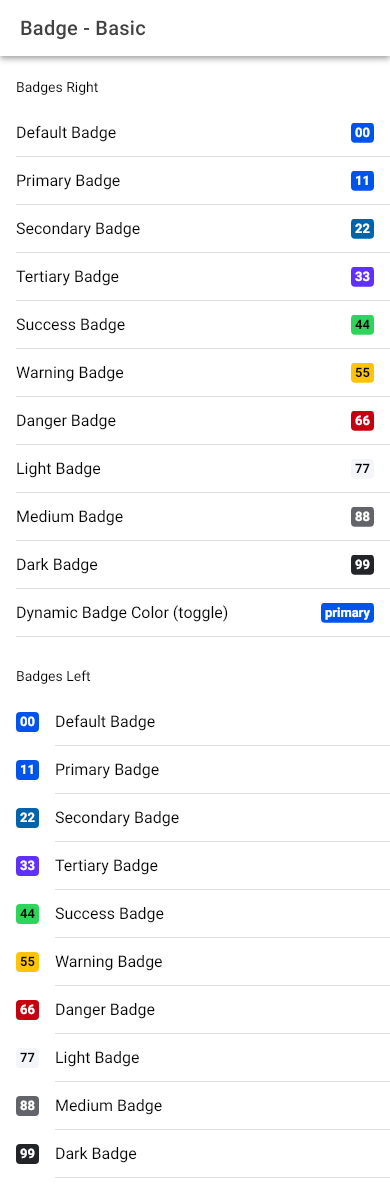 Badge - Basic
Badges Right
Default Badge 00
Primary Badge 11
Secondary Badge 22
Tertiary Badge 33
Success Badge 44
Warning Badge 55
Danger Badge 66
Light Badge 77
Medium Badge 88
Dark Badge 99
Dynamic Badge Color (toggle) primary
Badges Left
00 Default Badge
11 Primary Badge
22 Secondary Badge
33 Tertiary Badge
44 Success Badge
55 Warning Badge
66 Danger Badge
77 Light Badge
88 Medium Badge
99 Dark Badge